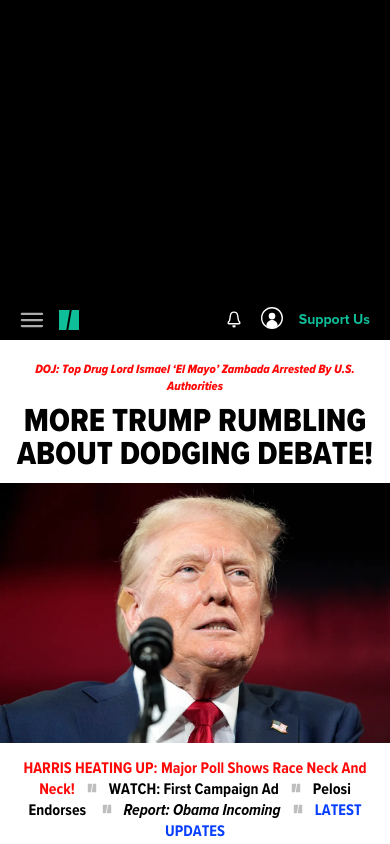 Support Us
DOJ: Top Drug Lord Ismael ‘El Mayo’ Zambada Arrested By U.S.
Authorities
MORE TRUMP RUMBLING
ABOUT DODGING DEBATE!
HARRIS HEATING UP: Major Poll Shows Race Neck And
Neck! WATCH: First Campaign Ad Pelosi
Endorses Report: Obama Incoming LATEST
UPDATES